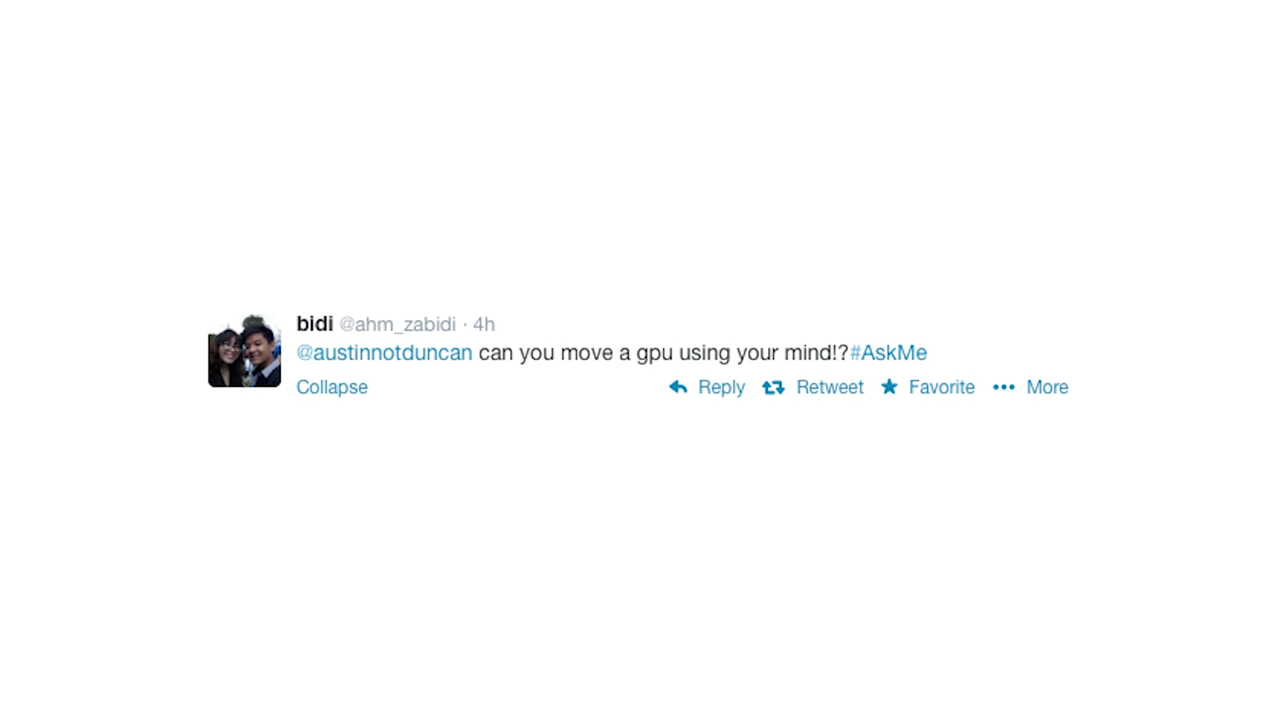 bidi @ahm_zabidi · 4h
@austinnotduncan can you move a gpu using your mind!?#AskMe
Collapse Reply Retweet Favorite More